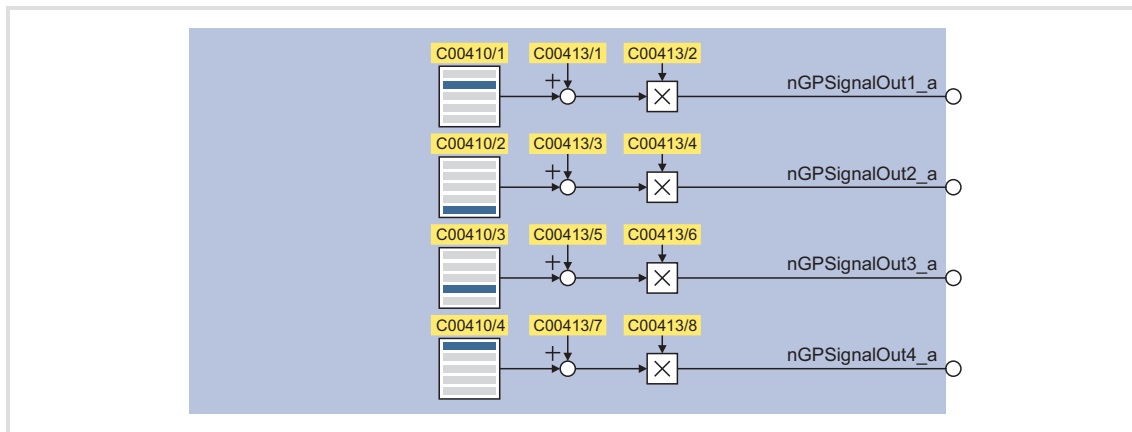 C00410/1 C00413/1 C00413/2
+
nGPSignalOut1_a
C00410/2 C00413/3 C00413/4
+
nGPSignalOut2_a
C00410/3 C00413/5 C00413/6
+
nGPSignalOut3_a
C00410/4 C00413/7 C00413/8
+
nGPSignalOut4_a